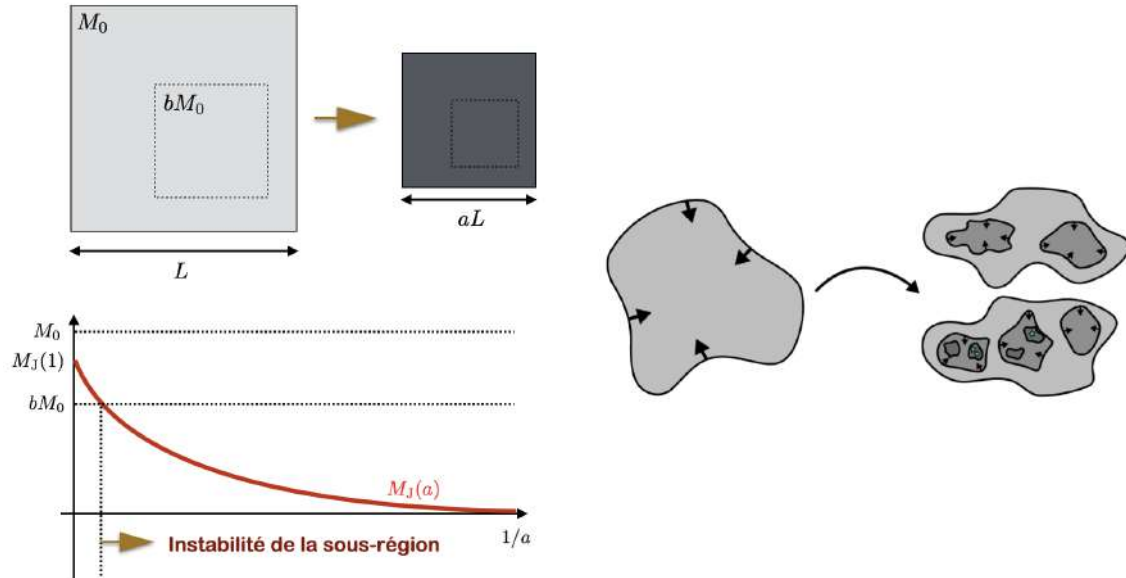 M₀
bM₀
L
aL
M₀
M_J(1)
bM₀
M_J(a)
1/a
Instabilité de la sous-région